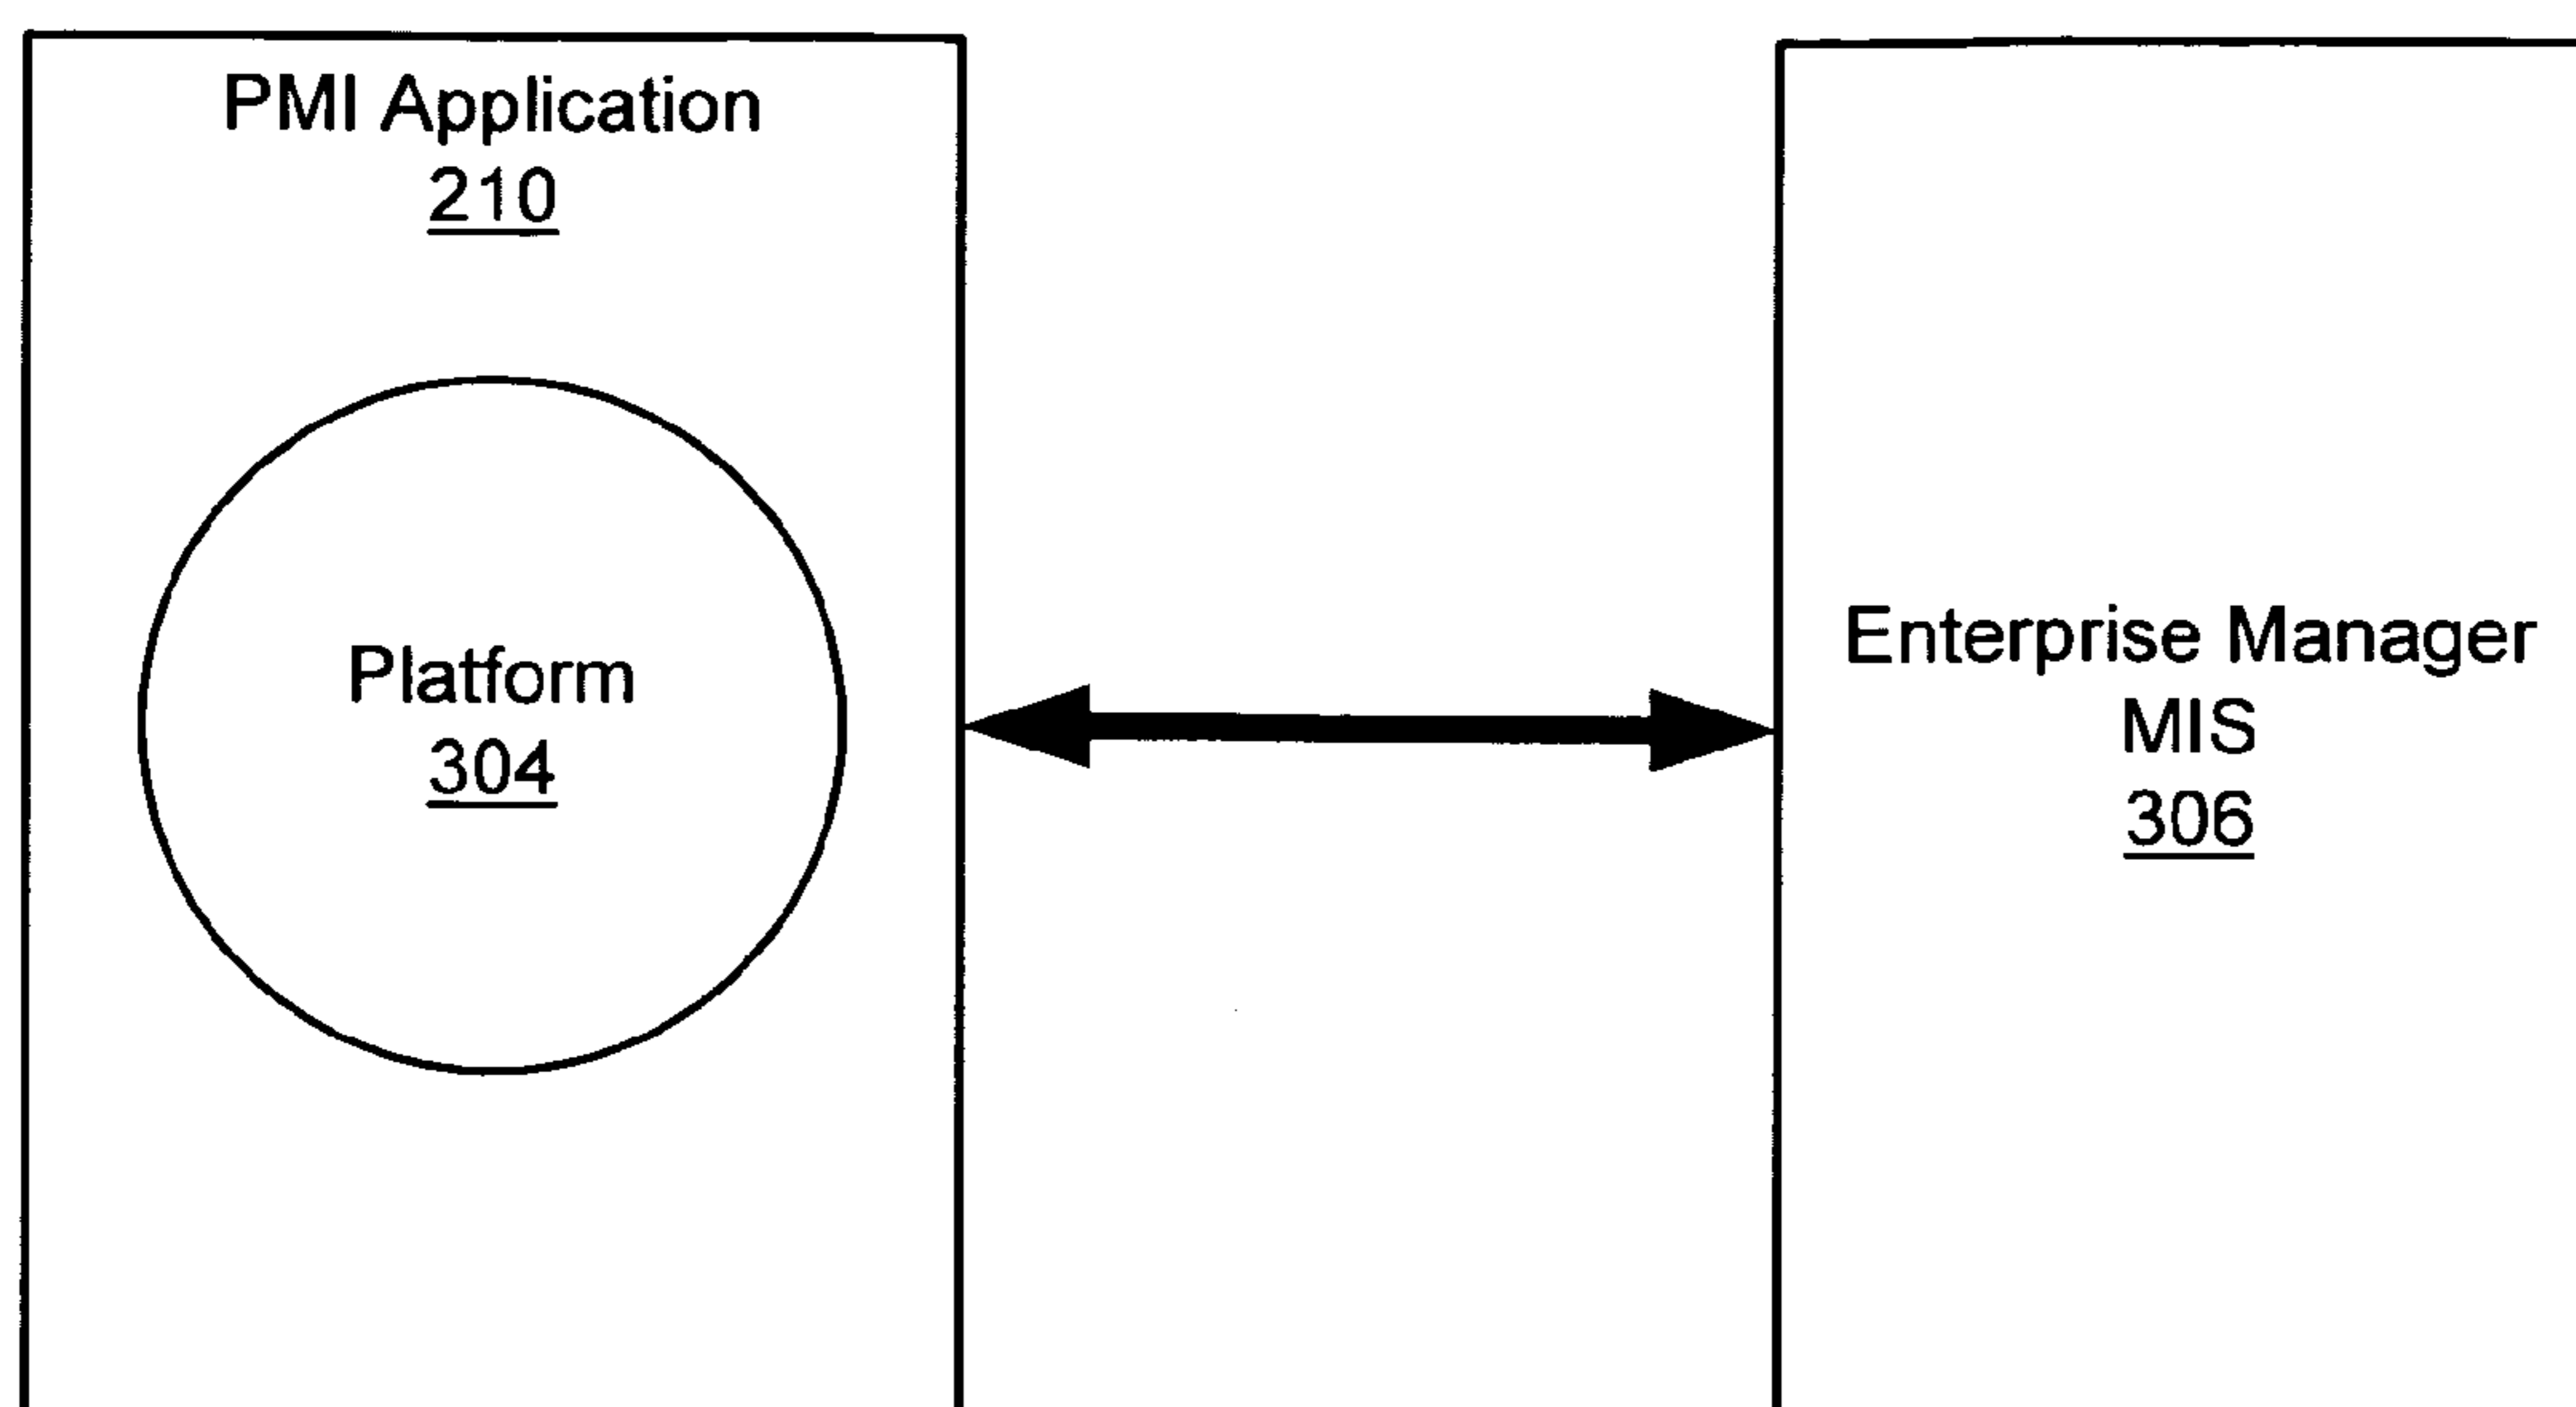 PMI Application
210
Platform
304
Enterprise Manager
MIS
306